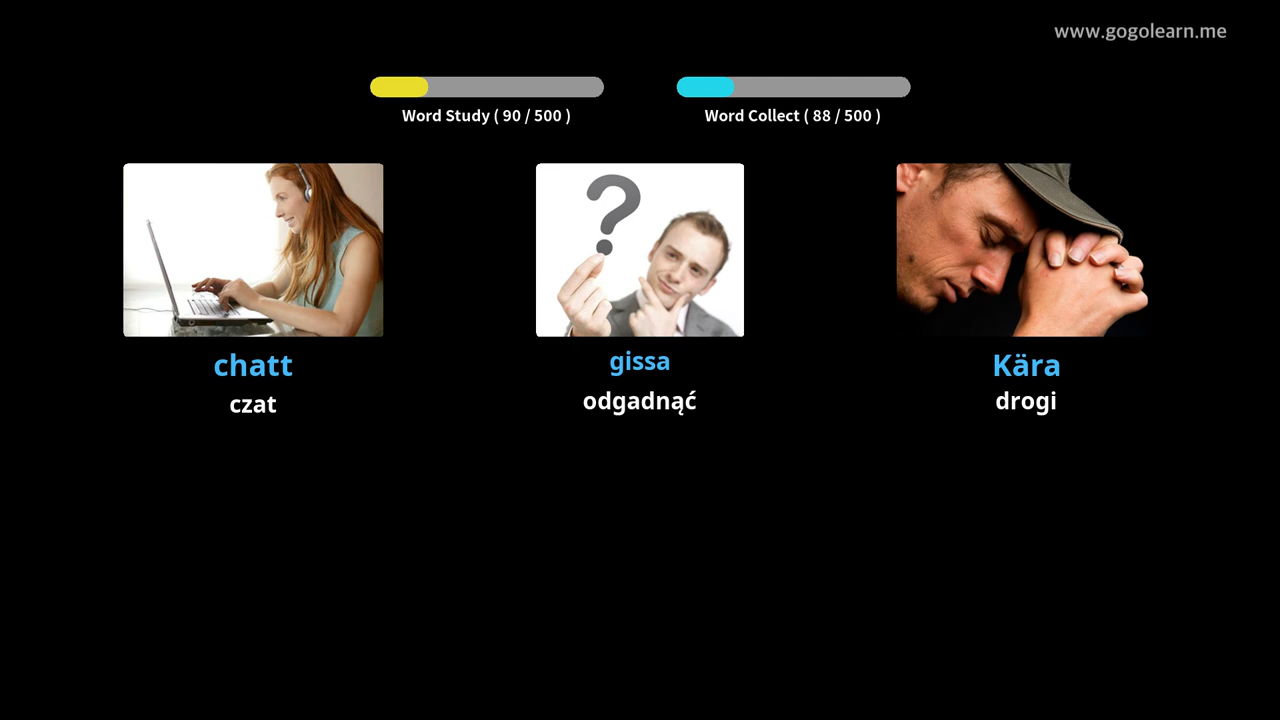 www.gogolearn.me
Word Study ( 90 / 500 )
Word Collect ( 88 / 500 )
chatt
czat
gissa
odgadnąć
Kära
drogi